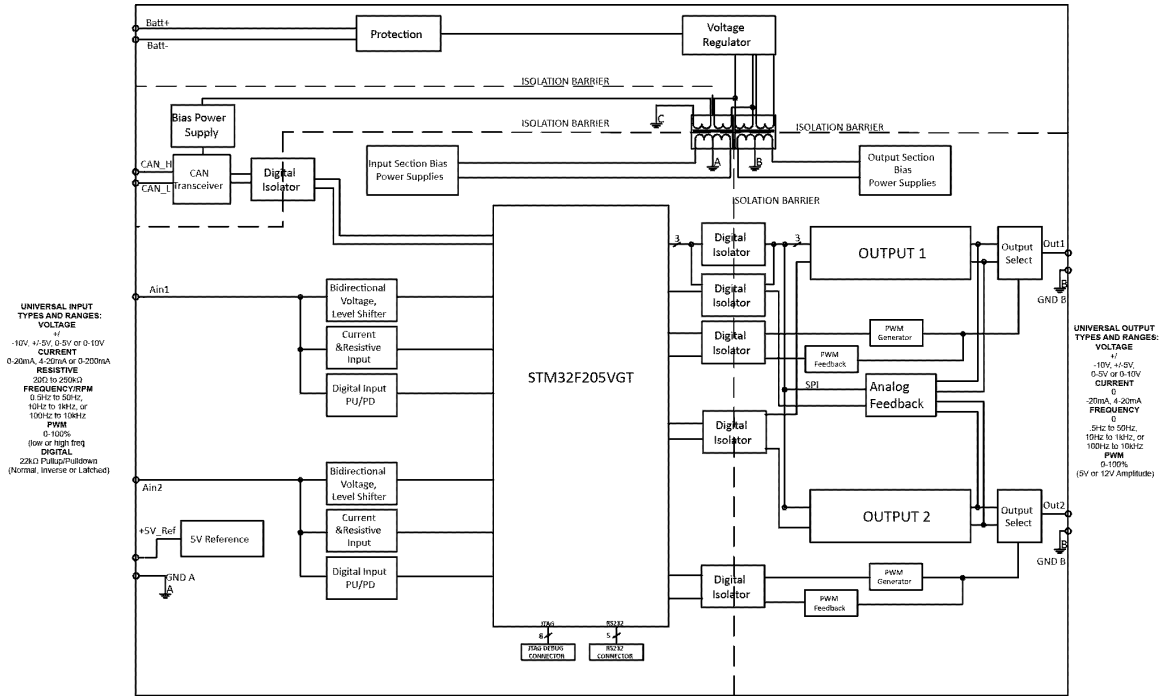 Batt+
Batt-
Protection
Voltage
Regulator
ISOLATION BARRIER
ISOLATION BARRIER
ISOLATION BARRIER
Bias Power
Supply
C
CAN_H
CAN_L
CAN
Transceiver
Digital
Isolator
Input Section Bias
Power Supplies
A
B
Output Section
Bias
Power Supplies
ISOLATION BARRIER
STM32F205VGT
3
Digital
Isolator
3
OUTPUT 1
Output
Select
Out1
B
GND B
Digital
Isolator
Digital
Isolator
PWM
Generator
PWM
Feedback
SPI
Analog
Feedback
Digital
Isolator
OUTPUT 2
Output
Select
Out2
B
GND B
Digital
Isolator
PWM
Generator
PWM
Feedback
Ain1
Bidirectional
Voltage,
Level Shifter
Current
&Resistive
Input
Digital Input
PU/PD
Ain2
Bidirectional
Voltage,
Level Shifter
Current
&Resistive
Input
Digital Input
PU/PD
+5V_Ref
5V Reference
GND A
A
JTAG
8
JTAG DEBUG
CONNECTOR
RS232
5
RS232
CONNECTOR
UNIVERSAL INPUT
TYPES AND RANGES:
VOLTAGE
+/
-10V, +/-5V, 0-5V or 0-10V
CURRENT
0-20mA, 4-20mA or 0-200mA
RESISTIVE
20Ω to 250kΩ
FREQUENCY/RPM
0.5Hz to 50Hz,
10Hz to 1kHz, or
100Hz to 10kHz
PWM
0-100%
(low or high freq
DIGITAL
22kΩ Pullup/Pulldown
(Normal, Inverse or Latched)
UNIVERSAL OUTPUT
TYPES AND RANGES:
VOLTAGE
+/
-10V, +/-5V,
0-5V or 0-10V
CURRENT
0
-20mA, 4-20mA
FREQUENCY
0
.5Hz to 50Hz,
10Hz to 1kHz, or
100Hz to 10kHz
PWM
0-100%
(5V or 12V Amplitude)